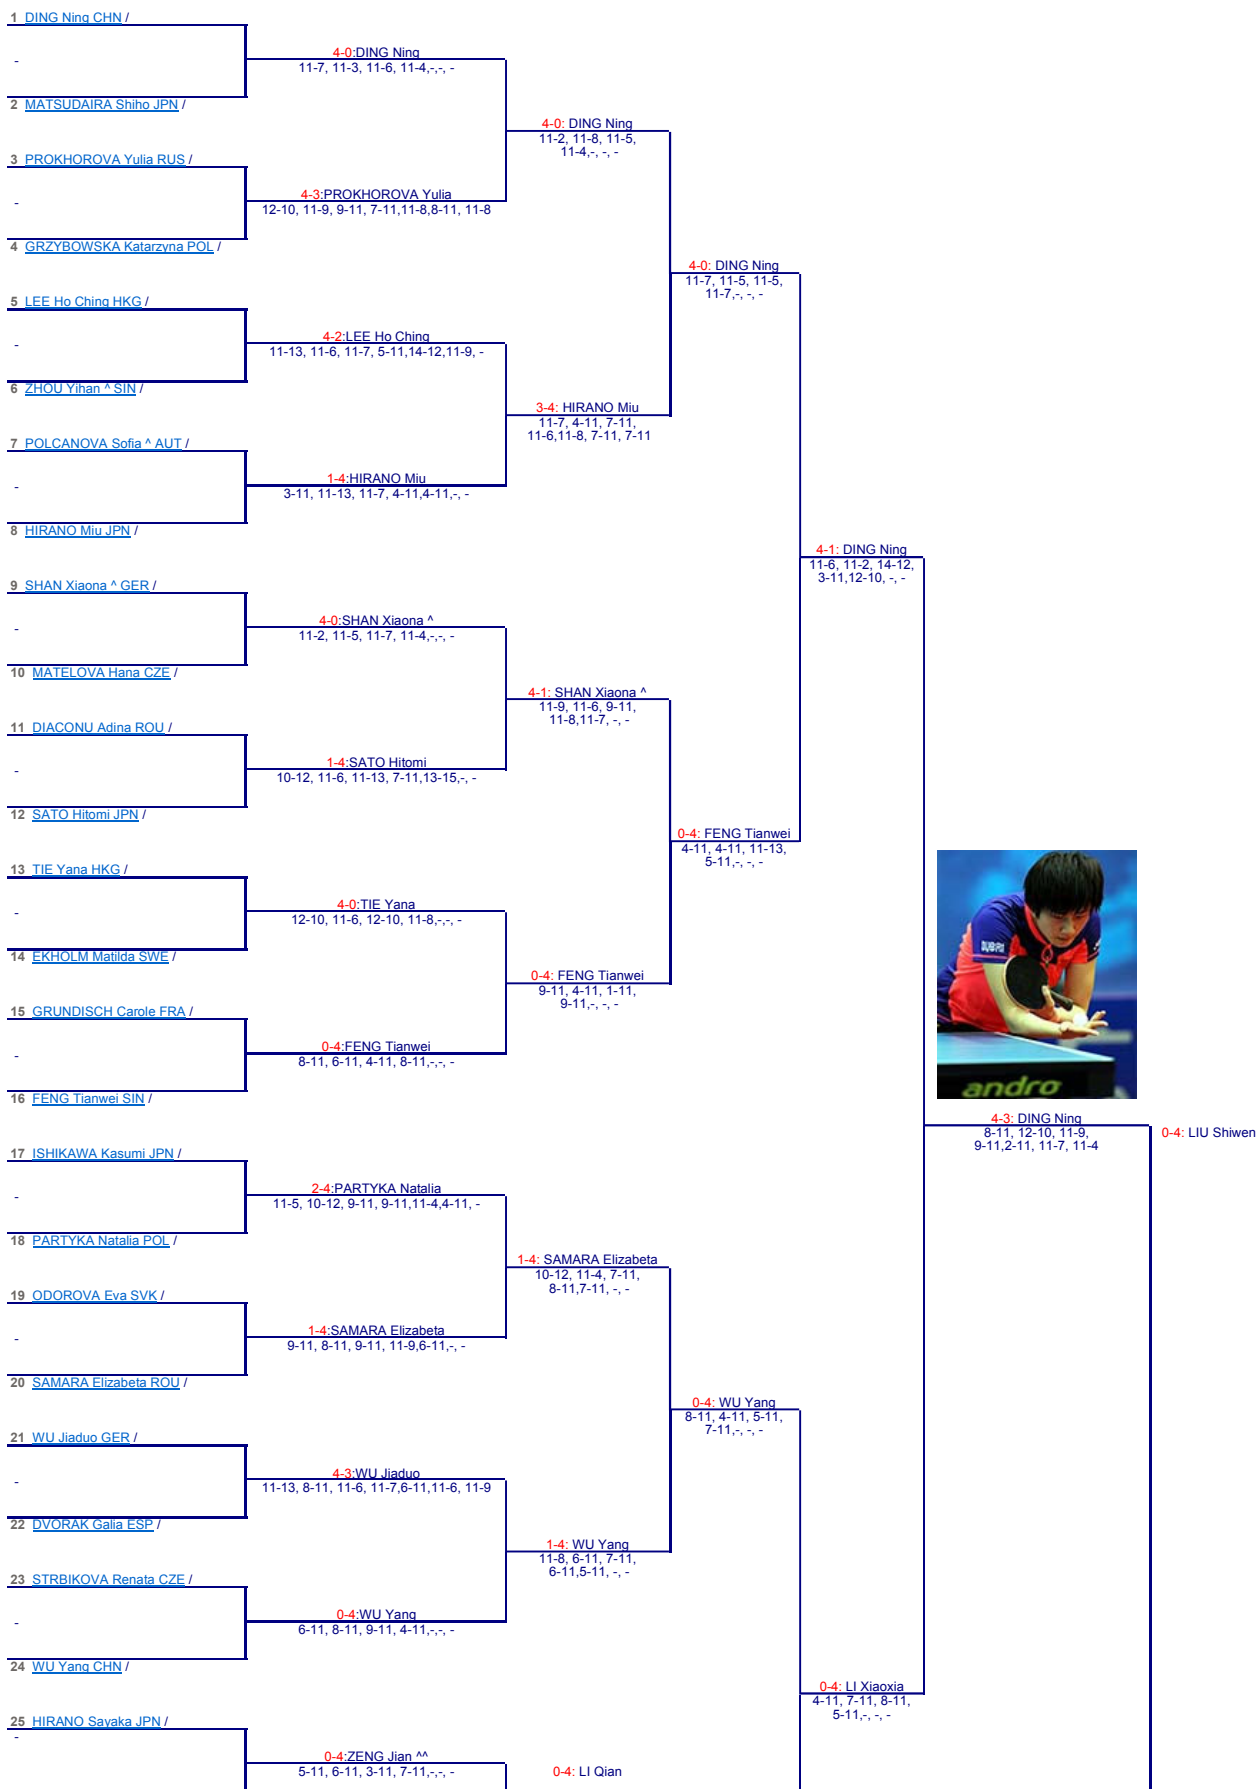 1 DING Ning CHN /
4-0:DING Ning
-
11-7, 11-3, 11-6, 11-4,-,-, -
2 MATSUDAIRA Shiho JPN /
4-0: DING Ning
11-2, 11-8, 11-5,
11-4,-, -, -
3 PROKHOROVA Yulia RUS /
4-3:PROKHOROVA Yulia
-
12-10, 11-9, 9-11, 7-11,11-8,8-11, 11-8
4 GRZYBOWSKA Katarzyna POL /
4-0: DING Ning
11-7, 11-5, 11-5,
11-7,-, -, -
5 LEE Ho Ching HKG /
4-2:LEE Ho Ching
-
11-13, 11-6, 11-7, 5-11,14-12,11-9, -
6 ZHOU Yihan ^ SIN /
3-4: HIRANO Miu
11-7, 4-11, 7-11,
11-6,11-8, 7-11, 7-11
7 POLCANOVA Sofia ^ AUT /
1-4:HIRANO Miu
-
3-11, 11-13, 11-7, 4-11,4-11,-, -
8 HIRANO Miu JPN /
4-1: DING Ning
11-6, 11-2, 14-12,
3-11,12-10, -, -
9 SHAN Xiaona ^ GER /
4-0:SHAN Xiaona ^
-
11-2, 11-5, 11-7, 11-4,-,-, -
10 MATELOVA Hana CZE /
4-1: SHAN Xiaona ^
11-9, 11-6, 9-11,
11-8,11-7, -, -
11 DIACONU Adina ROU /
1-4:SATO Hitomi
-
10-12, 11-6, 11-13, 7-11,13-15,-, -
12 SATO Hitomi JPN /
0-4: FENG Tianwei
4-11, 4-11, 11-13,
5-11,-, -, -
13 TIE Yana HKG /
4-0:TIE Yana
-
12-10, 11-6, 12-10, 11-8,-,-, -
14 EKHOLM Matilda SWE /
0-4: FENG Tianwei
9-11, 4-11, 1-11,
9-11,-, -, -
15 GRUNDISCH Carole FRA /
0-4:FENG Tianwei
-
8-11, 6-11, 4-11, 8-11,-,-, -
andro
16 FENG Tianwei SIN /
4-3: DING Ning
8-11, 12-10, 11-9,
9-11,2-11, 11-7, 11-4
0-4: LIU Shiwen
17 ISHIKAWA Kasumi JPN /
2-4:PARTYKA Natalia
-
11-5, 10-12, 9-11, 9-11,11-4,4-11, -
18 PARTYKA Natalia POL /
1-4: SAMARA Elizabeta
10-12, 11-4, 7-11,
8-11,7-11, -, -
19 ODOROVA Eva SVK /
1-4:SAMARA Elizabeta
-
9-11, 8-11, 9-11, 11-9,6-11,-, -
20 SAMARA Elizabeta ROU /
0-4: WU Yang
8-11, 4-11, 5-11,
7-11,-, -, -
21 WU Jiaduo GER /
4-3:WU Jiaduo
-
11-13, 8-11, 11-6, 11-7,6-11,11-6, 11-9
22 DVORAK Galia ESP /
1-4: WU Yang
11-8, 6-11, 7-11,
6-11,5-11, -, -
23 STRBIKOVA Renata CZE /
0-4:WU Yang
-
6-11, 8-11, 9-11, 4-11,-,-, -
24 WU Yang CHN /
0-4: LI Xiaoxia
4-11, 7-11, 8-11,
5-11,-, -, -
25 HIRANO Sayaka JPN /
-
0-4:ZENG Jian ^^
5-11, 6-11, 3-11, 7-11,-,-, -
0-4: LI Qian